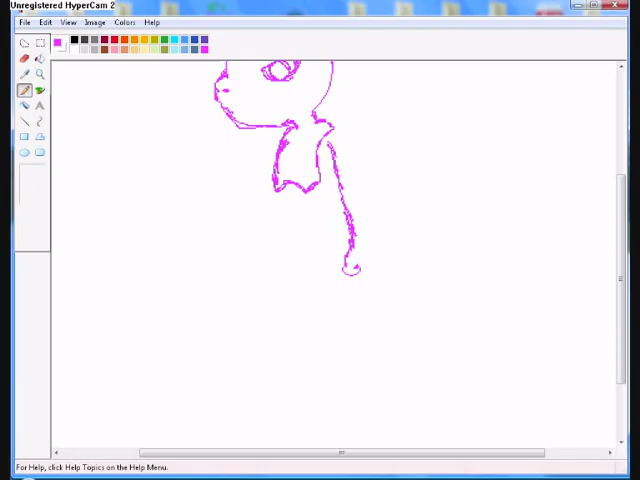 Unregistered HyperCam 2
File Edit View Image Colors Help
For Help, click Help Topics on the Help Menu.